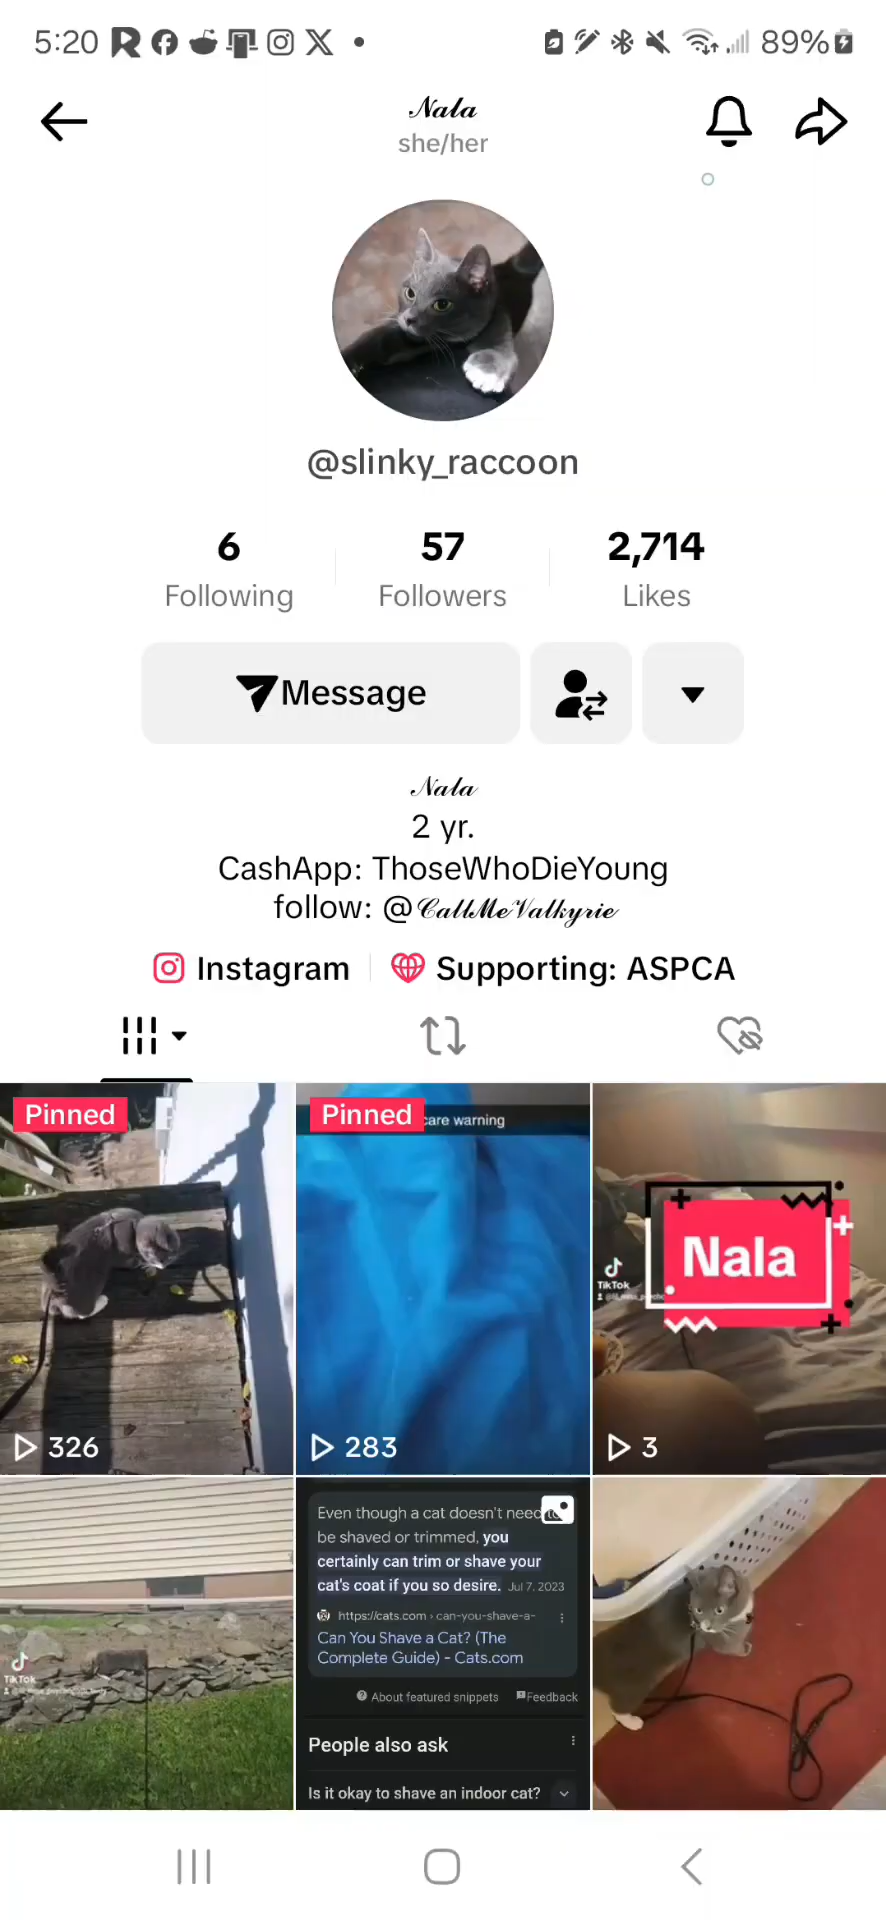 5:20
89%
𝒩𝒶𝓁𝒶
she/her
@slinky_raccoon
6 57 2,714
Following Followers Likes
Message
𝒩𝒶𝓁𝒶
2 yr.
CashApp: ThoseWhoDieYoung
follow: @𝒞𝒶𝓁𝓁ℳℯ𝒱𝒶𝓁𝓀𝓎𝓇𝒾ℯ
Instagram Supporting: ASPCA
Pinned
326
Pinned
care warning
283
Nala
TikTok
3
TikTok
Even though a cat doesn't need to
be shaved or trimmed, you
certainly can trim or shave your
cat's coat if you so desire. Jul 7, 2023
https://cats.com › can-you-shave-a-
Can You Shave a Cat? (The
Complete Guide) - Cats.com
About featured snippets Feedback
People also ask
Is it okay to shave an indoor cat?